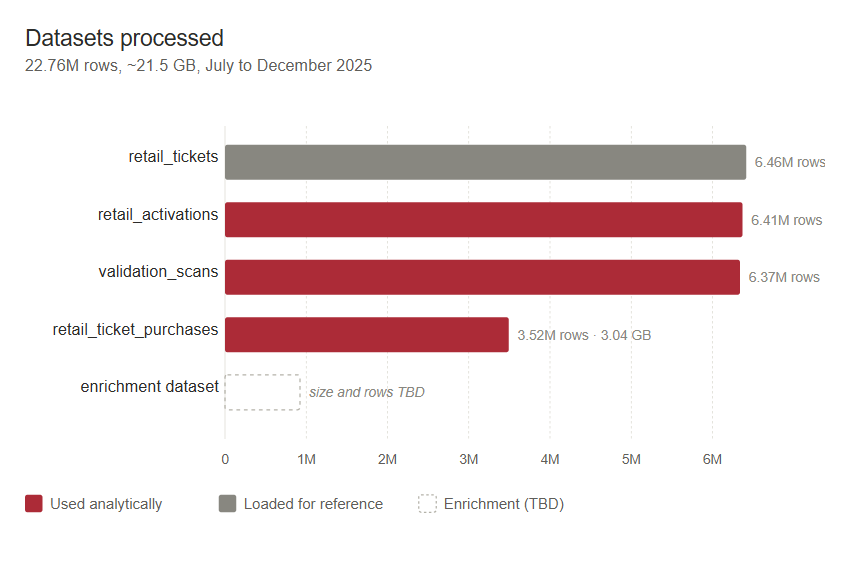 Datasets processed
22.76M rows, ~21.5 GB, July to December 2025
retail_tickets
6.46M rows
retail_activations
6.41M rows
validation_scans
6.37M rows
retail_ticket_purchases
3.52M rows · 3.04 GB
enrichment dataset
size and rows TBD
0 1M 2M 3M 4M 5M 6M
Used analytically Loaded for reference Enrichment (TBD)